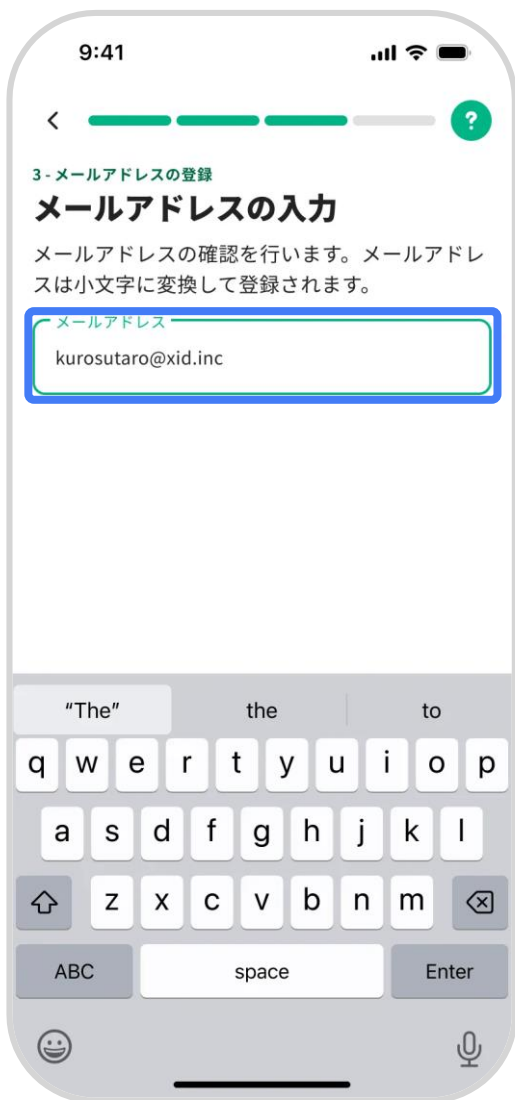 9:41
?
3 - メールアドレスの登録
メールアドレスの入力
メールアドレスの確認を行います。メールアドレ
スは小文字に変換して登録されます。
メールアドレス
kurosutaro@xid.inc
“The” the to
q w e r t y u i o p
a s d f g h j k l
z x c v b n m
ABC space Enter